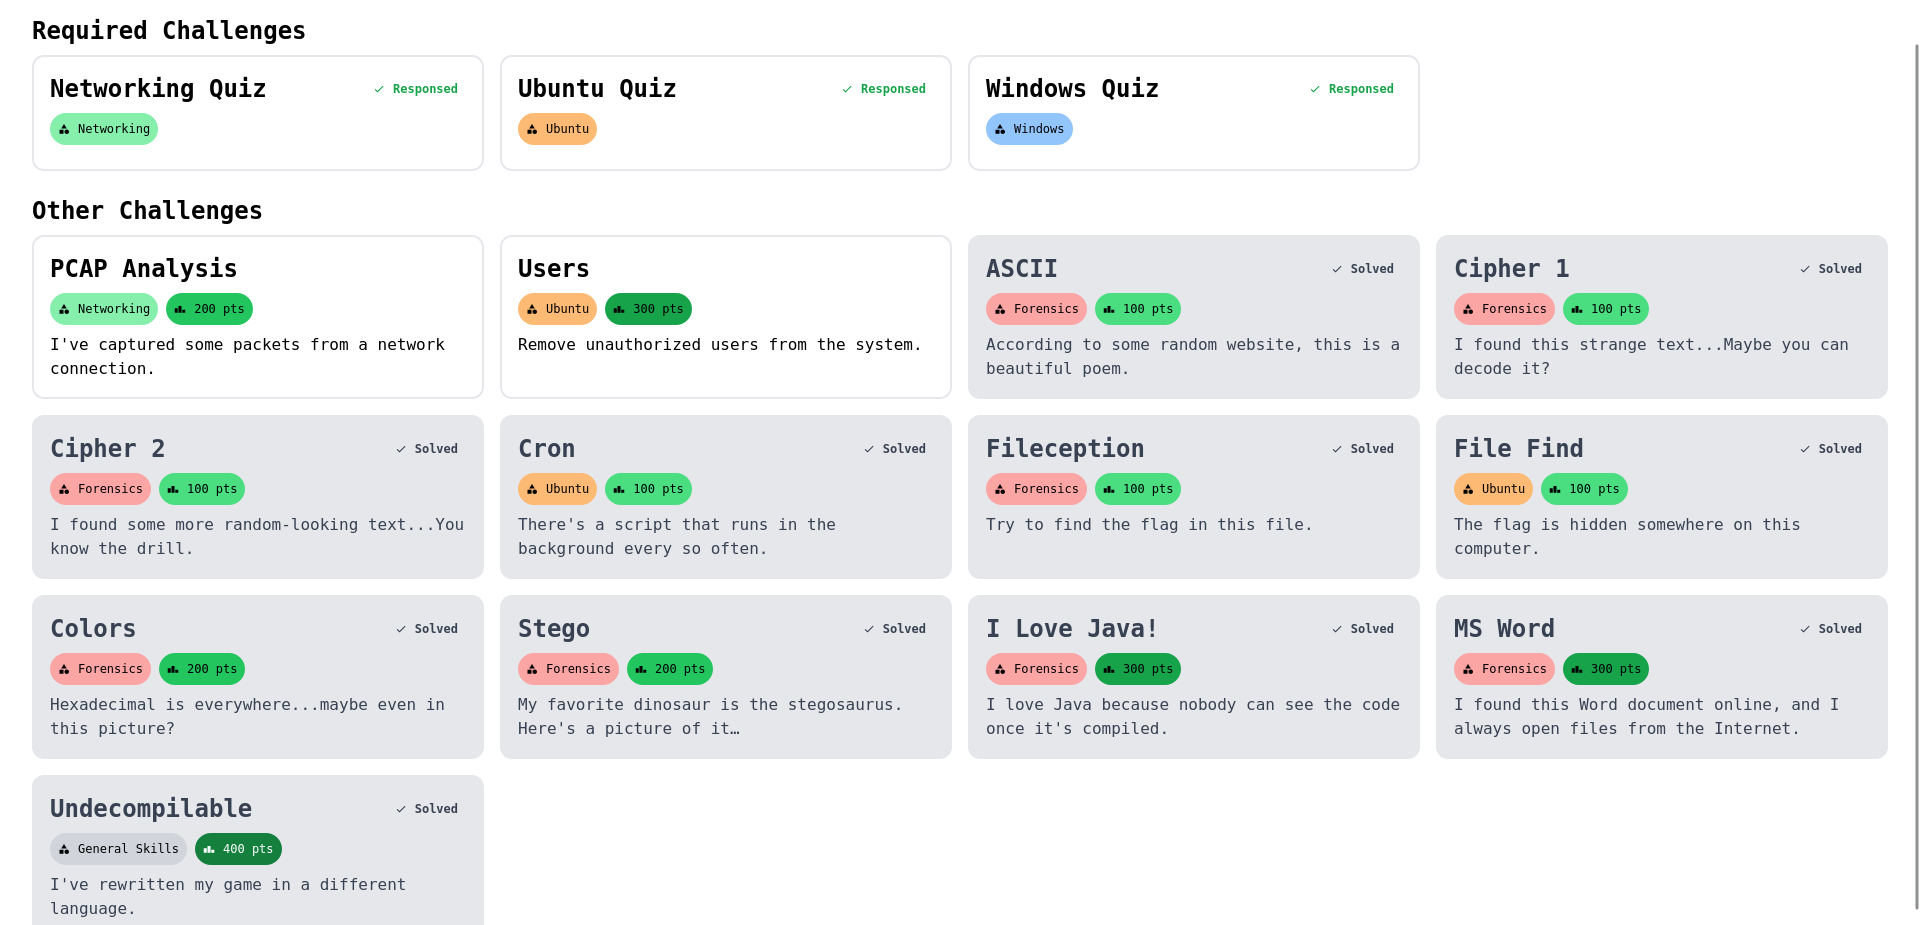 Required Challenges
Networking Quiz
Responsed
Networking
Ubuntu Quiz
Responsed
Ubuntu
Windows Quiz
Responsed
Windows
Other Challenges
PCAP Analysis
Networking
200 pts
I've captured some packets from a network
connection.
Users
Ubuntu
300 pts
Remove unauthorized users from the system.
ASCII
Solved
Forensics
100 pts
According to some random website, this is a
beautiful poem.
Cipher 1
Solved
Forensics
100 pts
I found this strange text...Maybe you can
decode it?
Cipher 2
Solved
Forensics
100 pts
I found some more random-looking text...You
know the drill.
Cron
Solved
Ubuntu
100 pts
There's a script that runs in the
background every so often.
Fileception
Solved
Forensics
100 pts
Try to find the flag in this file.
File Find
Solved
Ubuntu
100 pts
The flag is hidden somewhere on this
computer.
Colors
Solved
Forensics
200 pts
Hexadecimal is everywhere...maybe even in
this picture?
Stego
Solved
Forensics
200 pts
My favorite dinosaur is the stegosaurus.
Here's a picture of it…
I Love Java!
Solved
Forensics
300 pts
I love Java because nobody can see the code
once it's compiled.
MS Word
Solved
Forensics
300 pts
I found this Word document online, and I
always open files from the Internet.
Undecompilable
Solved
General Skills
400 pts
I've rewritten my game in a different
language.